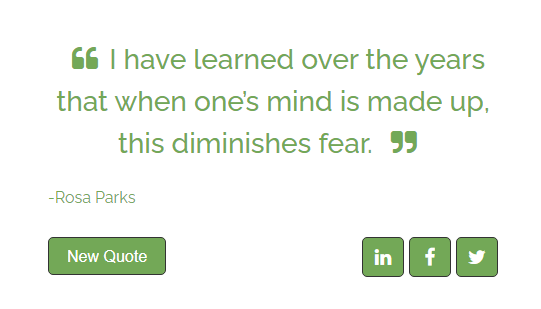 “ I have learned over the years
that when one’s mind is made up,
this diminishes fear. ”
-Rosa Parks
New Quote